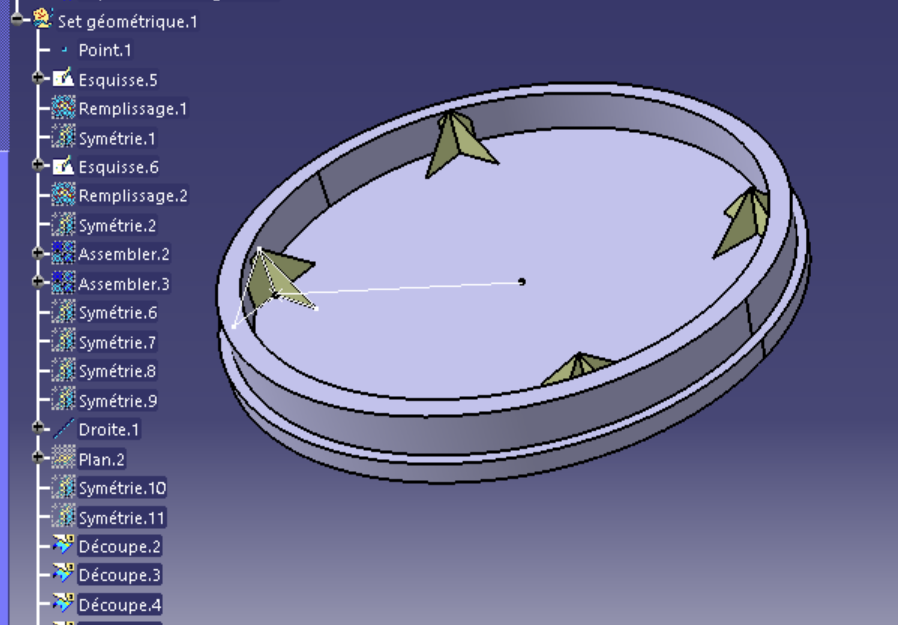 Set géométrique.1
Point.1
Esquisse.5
Remplissage.1
Symétrie.1
Esquisse.6
Remplissage.2
Symétrie.2
Assembler.2
Assembler.3
Symétrie.6
Symétrie.7
Symétrie.8
Symétrie.9
Droite.1
Plan.2
Symétrie.10
Symétrie.11
Découpe.2
Découpe.3
Découpe.4